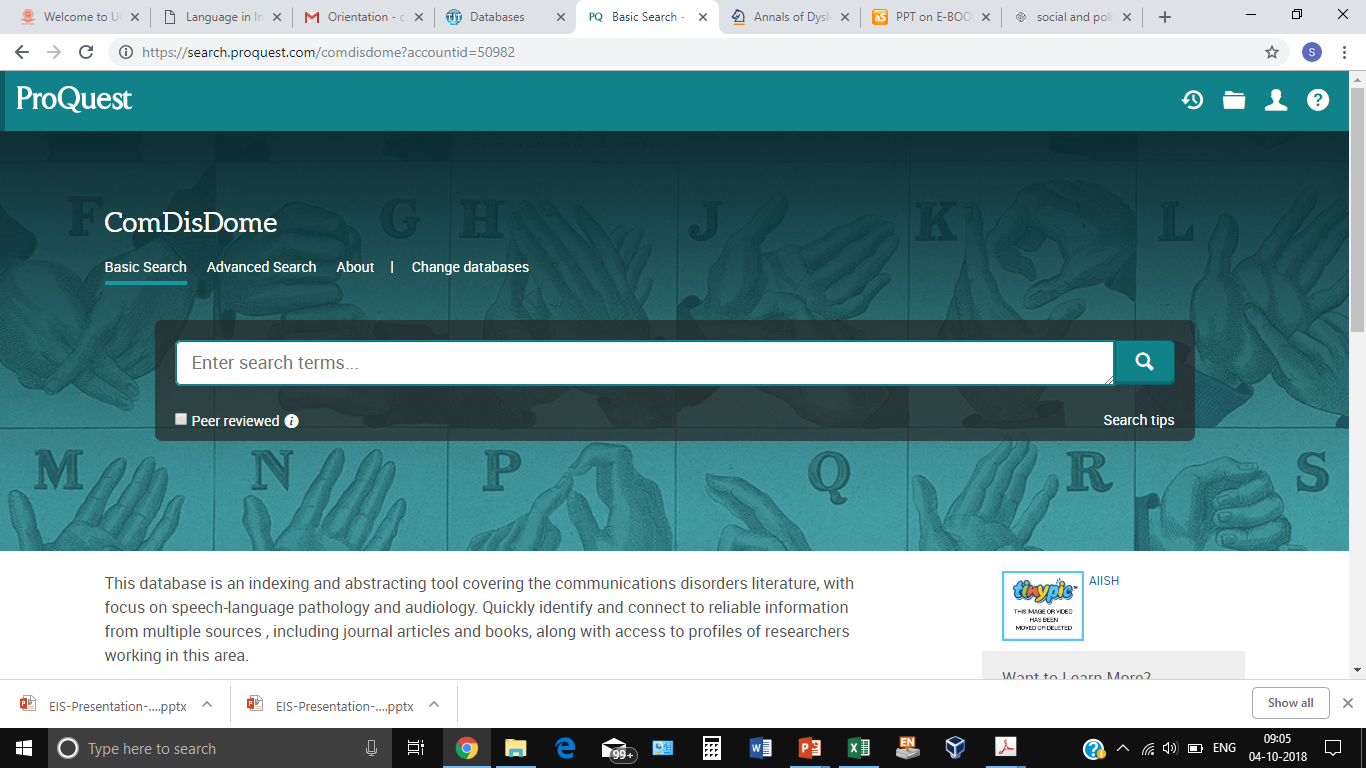 Welcome to U
Language in In
Orientation - c
Databases
PQ Basic Search -
Annals of Dysl
PPT on E-BOO
social and poli
https://search.proquest.com/comdisdome?accountid=50982
S
ProQuest
F G H J K L
ComDisDome
Basic Search Advanced Search About | Change databases
Enter search terms...
Peer reviewed i
Search tips
M N P Q R S
This database is an indexing and abstracting tool covering the communications disorders literature, with
focus on speech-language pathology and audiology. Quickly identify and connect to reliable information
from multiple sources , including journal articles and books, along with access to profiles of researchers
working in this area.
tinypic
THIS IMAGE OR VIDEO
HAS BEEN
MOVED OR DELETED
AIISH
Want to Learn More?
EIS-Presentation-....pptx
EIS-Presentation-....pptx
Show all
Type here to search
99+
EN
ENG
09:05
04-10-2018